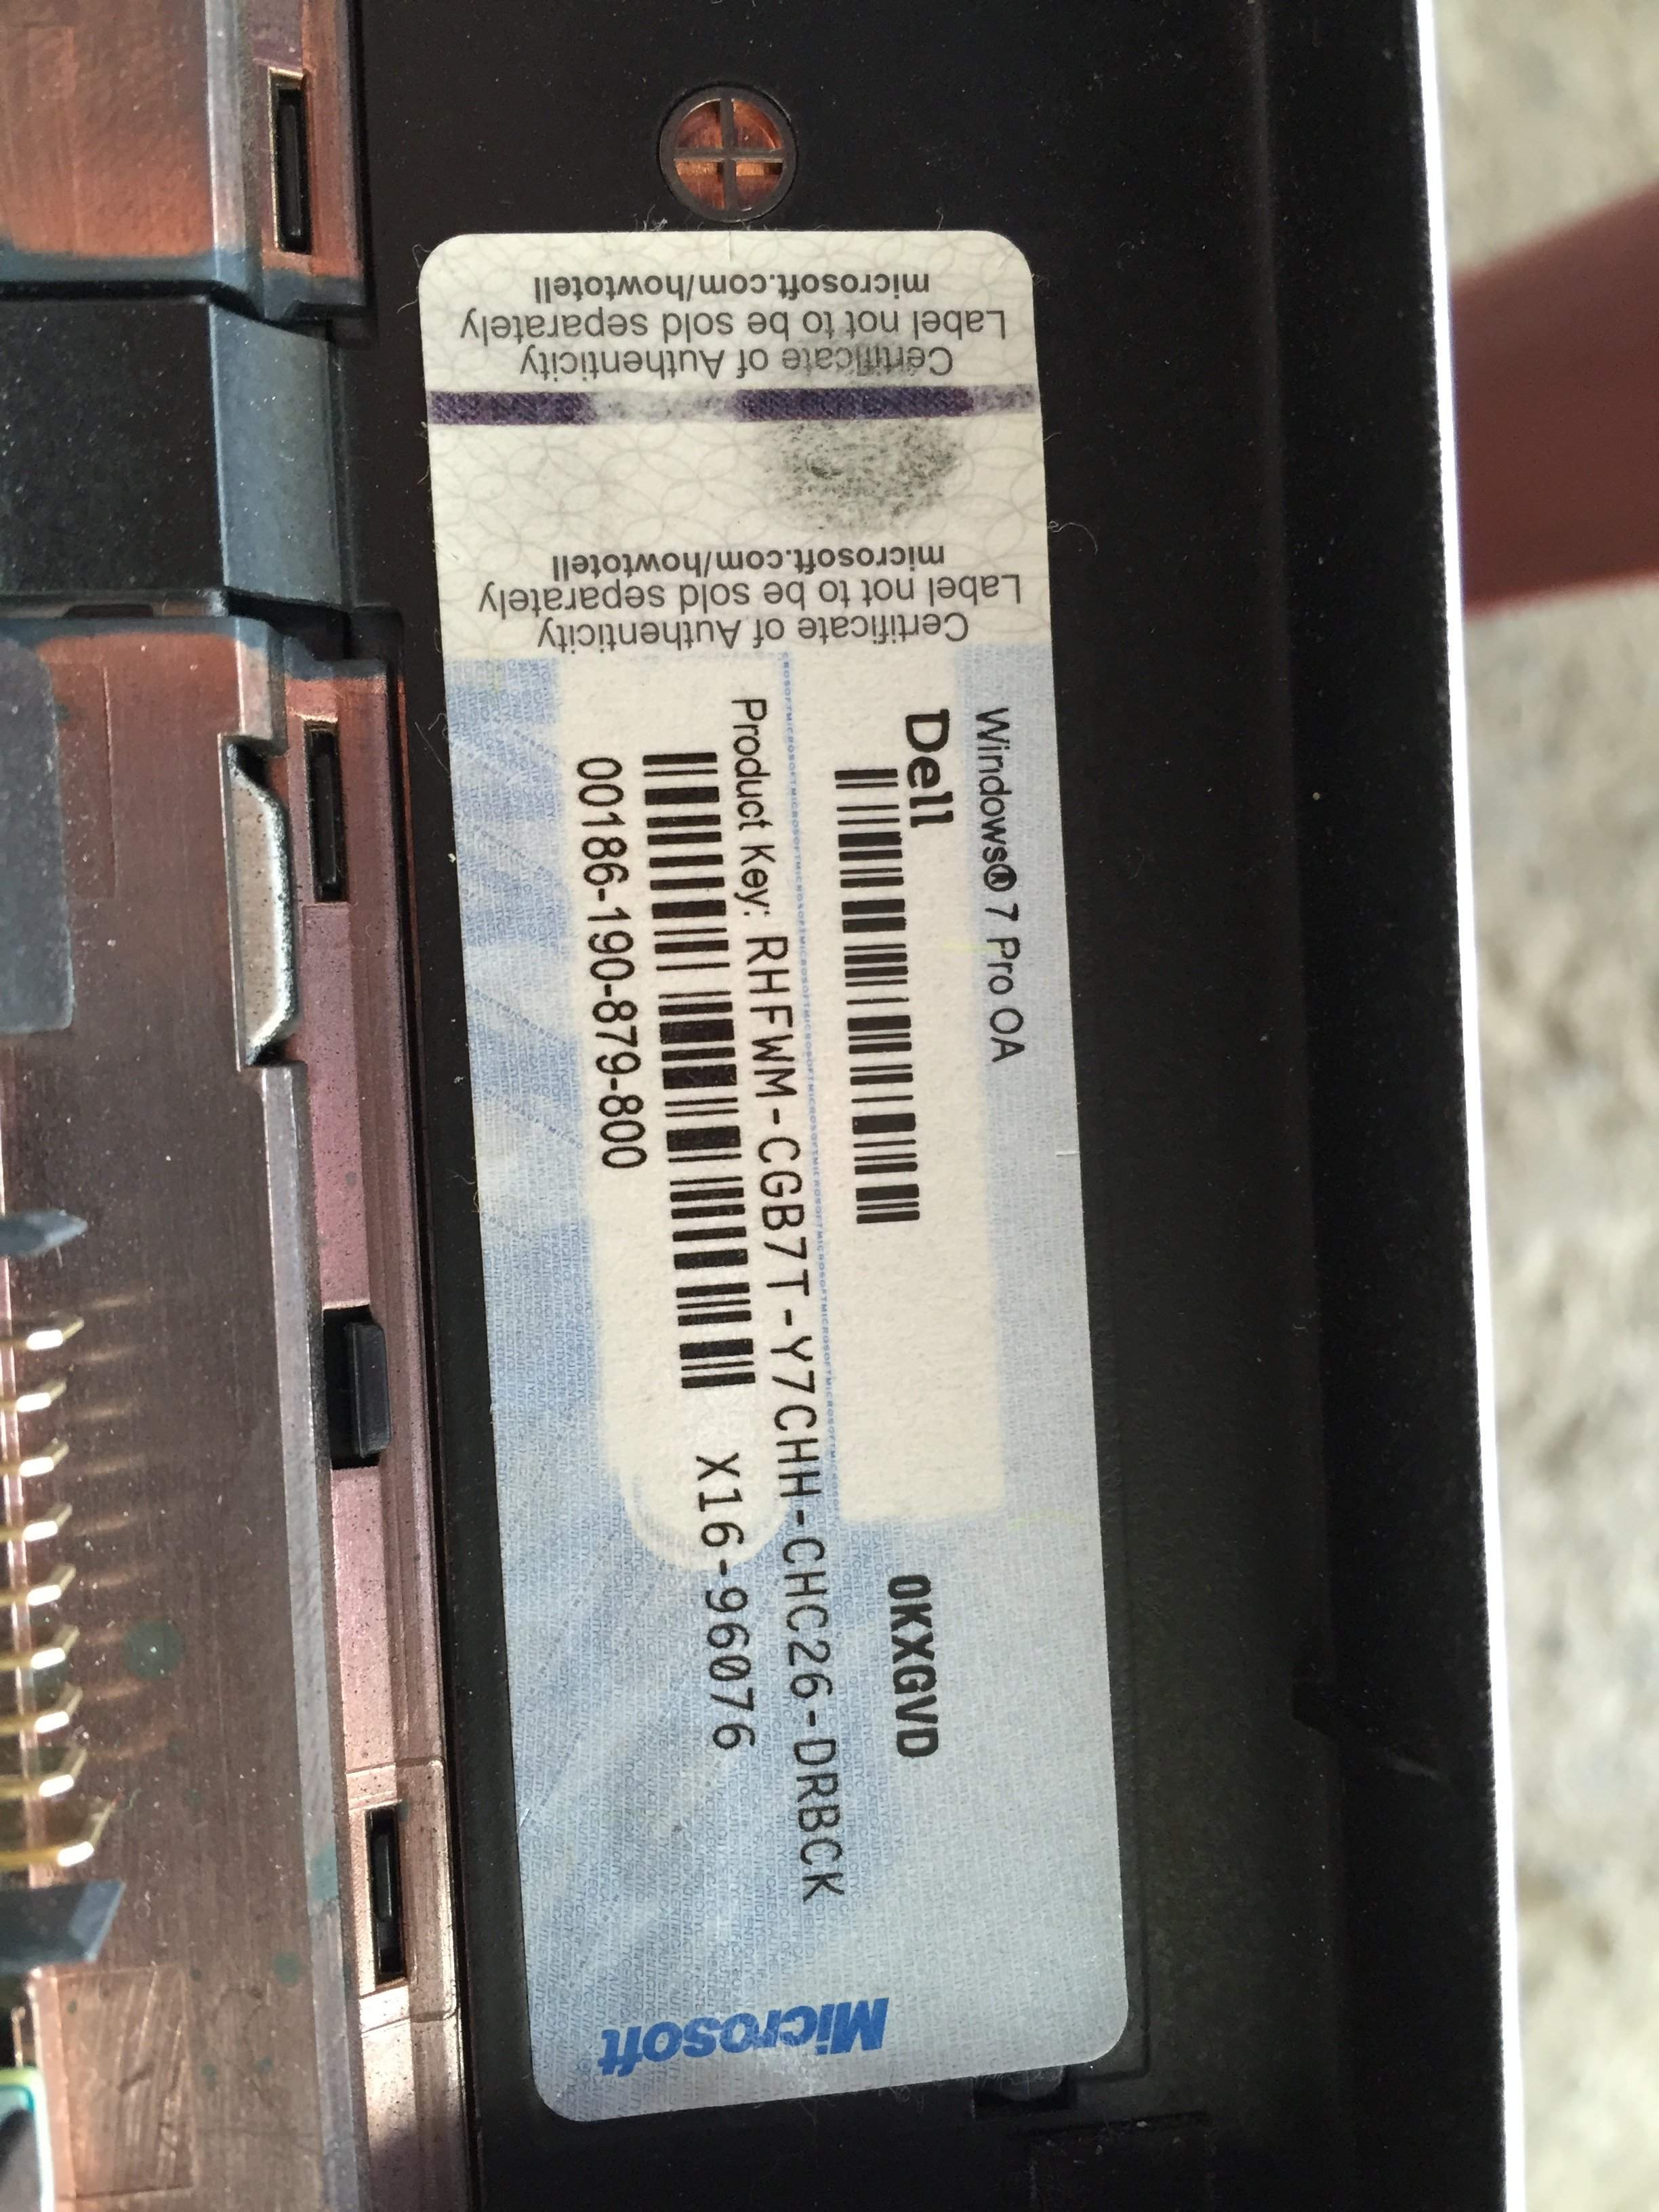 Windows® 7 Pro OA
Dell
0KXGVD
Product Key: RHFWM-CGB7T-Y7CHH-CHC26-DRBCK
X16-96076
00186-190-879-800
Certificate of Authenticity
Label not to be sold separately
microsoft.com/howtotell
Certificate of Authenticity
Label not to be sold separately
microsoft.com/howtotell
Microsoft